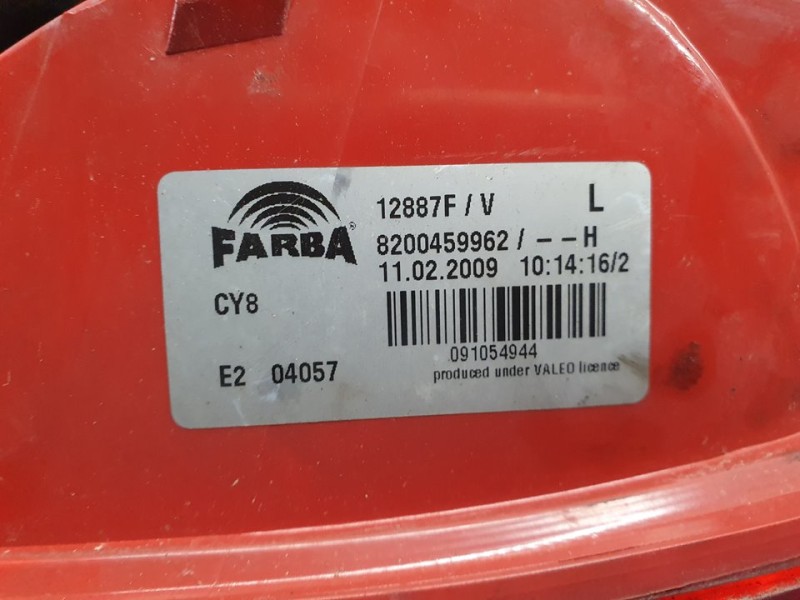 FARBA®
12887F / V L
8200459962 / – – H
11.02.2009 10:14:16/2
CY8
091054944
E2 04057
produced under VALEO licence